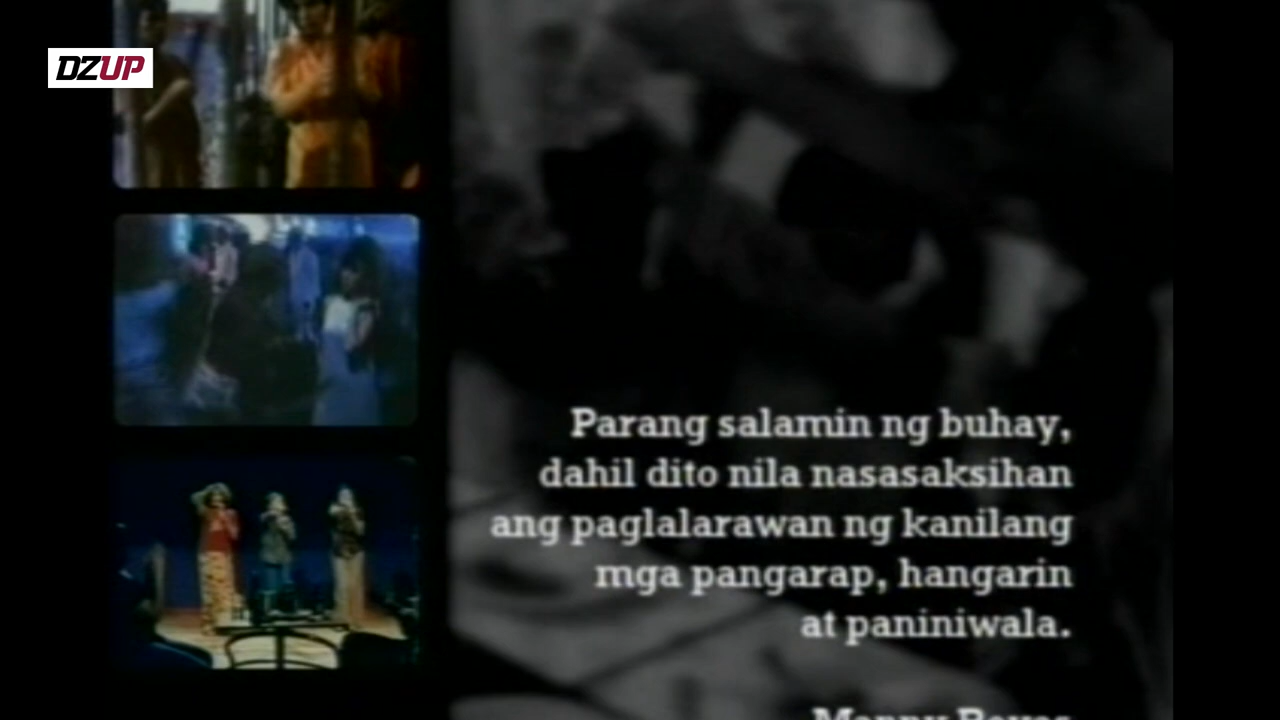 DZUP
Parang salamin ng buhay,
dahil dito nila nasasaksihan
ang paglalarawan ng kanilang
mga pangarap, hangarin
at paniniwala.